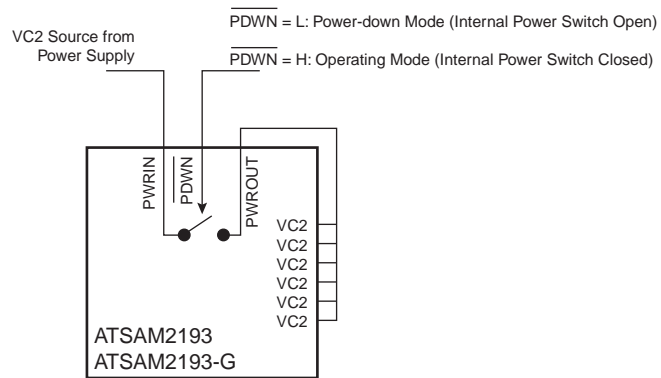 PDWN = L: Power-down Mode (Internal Power Switch Open)
VC2 Source from
Power Supply
PDWN = H: Operating Mode (Internal Power Switch Closed)
PWRIN
PDWN
PWROUT
VC2
VC2
VC2
VC2
VC2
VC2
ATSAM2193
ATSAM2193-G